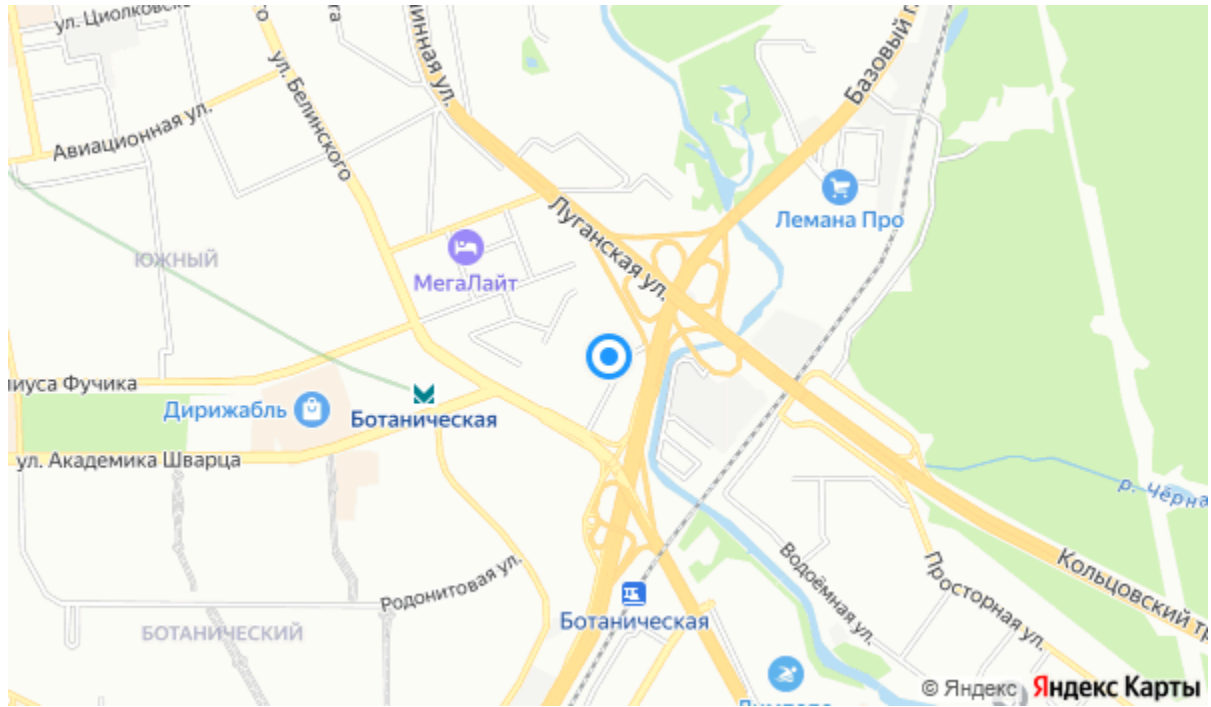 ул. Циолковско
инная ул.
Базовый п
ул. Белинского
Авиационная ул.
Лемана Про
Луганская ул.
ЮЖНЫЙ
МегаЛайт
иуса Фучика
Дирижабль
Ботаническая
ул. Академика Шварца
р. Чёрна
Кольцовский тр
Водоёмная ул.
Просторная ул.
Родонитовая ул.
Ботаническая
БОТАНИЧЕСКИЙ
© Яндекс Яндекс Карты